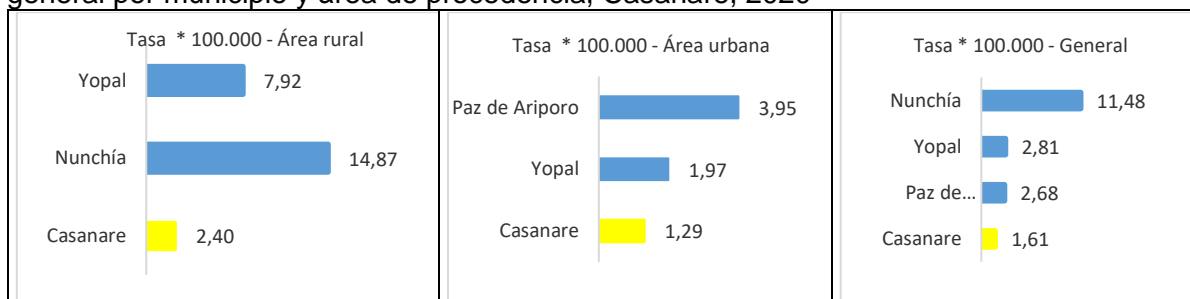 general por municipio y área de procedencia, Casanare, 2020
Tasa * 100.000 - Área rural
Yopal 7,92
Nunchía 14,87
Casanare 2,40
Tasa * 100.000 - Área urbana
Paz de Ariporo 3,95
Yopal 1,97
Casanare 1,29
Tasa * 100.000 - General
Nunchía 11,48
Yopal 2,81
Paz de... 2,68
Casanare 1,61